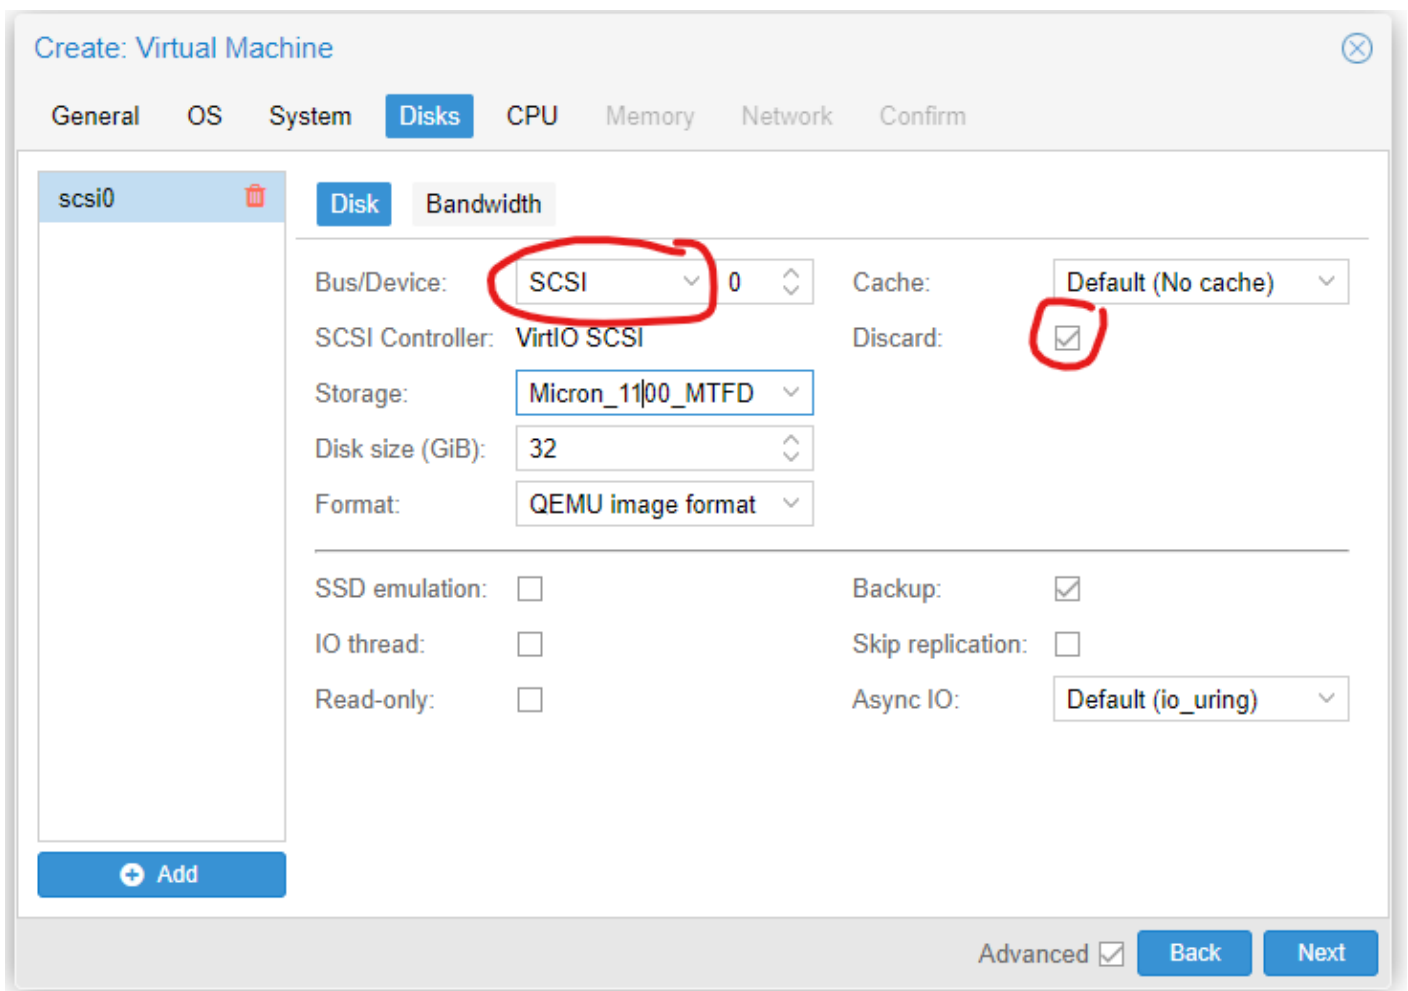 Create: Virtual Machine
General OS System Disks CPU Memory Network Confirm
scsi0
Disk Bandwidth
Bus/Device: SCSI 0 Cache: Default (No cache)
SCSI Controller: VirtIO SCSI Discard:
Storage: Micron_1100_MTFD
Disk size (GiB): 32
Format: QEMU image format
SSD emulation: Backup:
IO thread: Skip replication:
Read-only: Async IO: Default (io_uring)
Add
Advanced Back Next